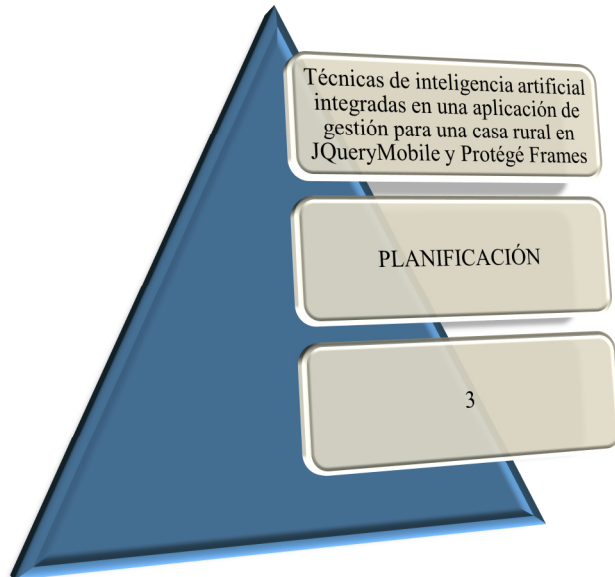 Técnicas de inteligencia artificial
integradas en una aplicación de
gestión para una casa rural en
JQueryMobile y Protégé Frames
PLANIFICACIÓN
3